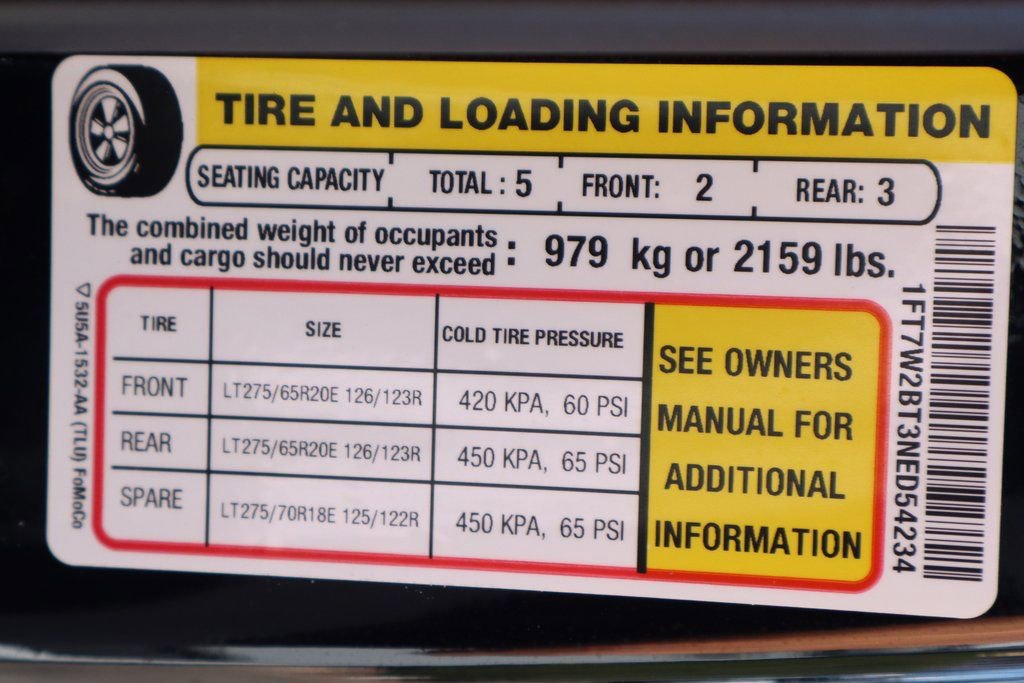 TIRE AND LOADING INFORMATION
SEATING CAPACITY TOTAL : 5 FRONT: 2 REAR: 3
The combined weight of occupants
and cargo should never exceed : 979 kg or 2159 lbs.
TIRE SIZE COLD TIRE PRESSURE
FRONT LT275/65R20E 126/123R 420 KPA, 60 PSI
REAR LT275/65R20E 126/123R 450 KPA, 65 PSI
SPARE LT275/70R18E 125/122R 450 KPA, 65 PSI
SEE OWNERS
MANUAL FOR
ADDITIONAL
INFORMATION
5U5A-1532-AA (TLU) FoMoCo
1FT7W2BT3NED54234